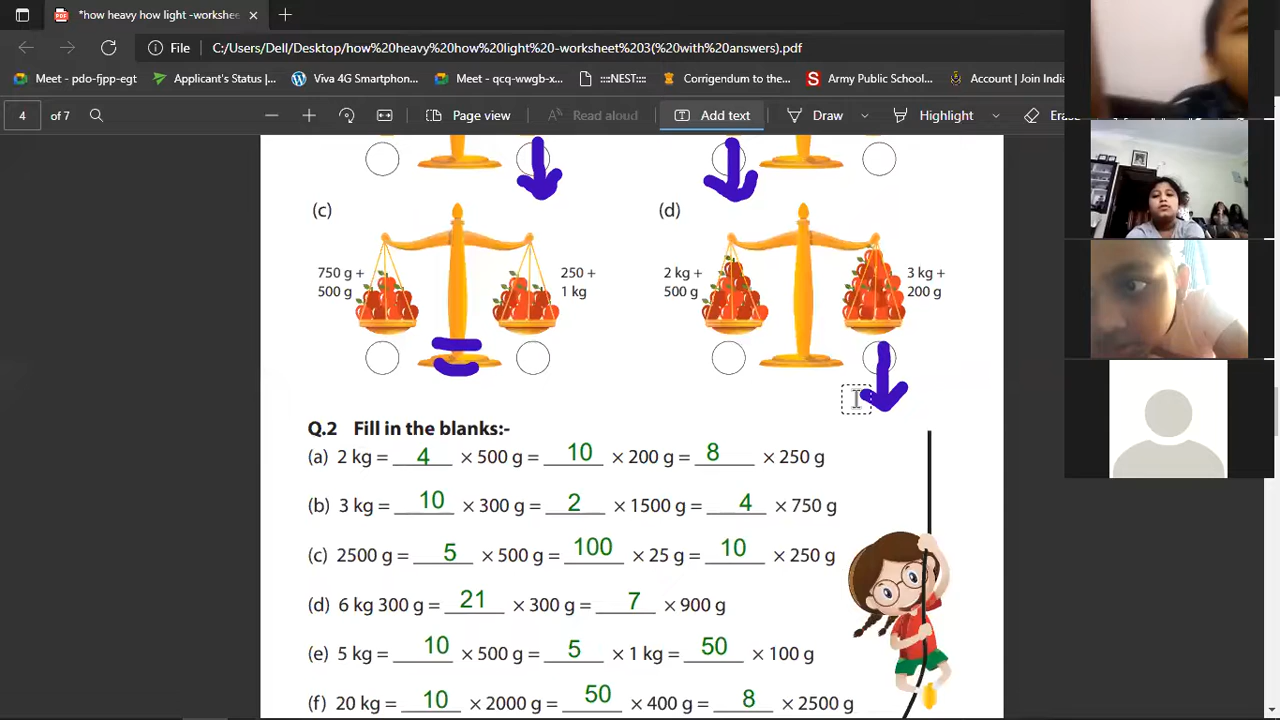 *how heavy how light -workshee
File C:/Users/Dell/Desktop/how%20heavy%20how%20light%20-worksheet%203(%20with%20answers).pdf
Meet - pdo-fjpp-egt Applicant's Status |... Viva 4G Smartphon... Meet - qcq-wwgb-x... :::NEST::: Corrigendum to the... Army Public School... Account | Join India
4 of 7 Page view Read aloud Add text Draw Highlight Eras
(c) (d)
750 g + 250 + 2 kg + 3 kg +
500 g 1 kg 500 g 200 g
Q.2 Fill in the blanks:-
(a) 2 kg = 4 × 500 g = 10 × 200 g = 8 × 250 g
(b) 3 kg = 10 × 300 g = 2 × 1500 g = 4 × 750 g
(c) 2500 g = 5 × 500 g = 100 × 25 g = 10 × 250 g
(d) 6 kg 300 g = 21 × 300 g = 7 × 900 g
(e) 5 kg = 10 × 500 g = 5 × 1 kg = 50 × 100 g
(f) 20 kg = 10 × 2000 g = 50 × 400 g = 8 × 2500 g